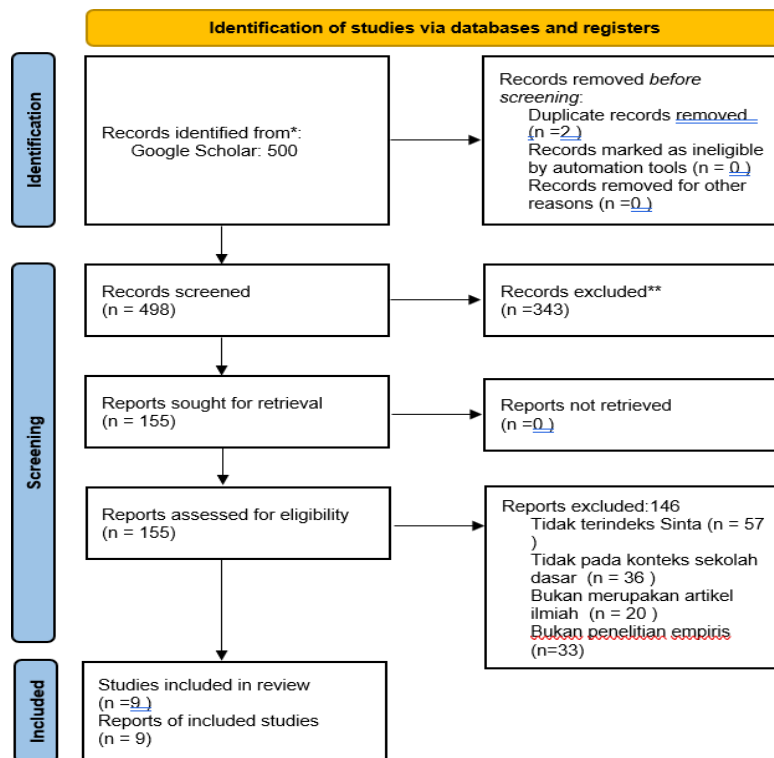 Identification of studies via databases and registers
Identification
Records identified from*:
Google Scholar: 500
Records removed before
screening:
Duplicate records removed
(n =2 )
Records marked as ineligible
by automation tools (n = 0 )
Records removed for other
reasons (n =0 )
Screening
Records screened
(n = 498)
Records excluded**
(n =343)
Reports sought for retrieval
(n = 155)
Reports not retrieved
(n =0 )
Reports assessed for eligibility
(n = 155)
Reports excluded:146
Tidak terindeks Sinta (n = 57
)
Tidak pada konteks sekolah
dasar (n = 36 )
Bukan merupakan artikel
ilmiah (n = 20 )
Bukan penelitian empiris
(n=33)
Included
Studies included in review
(n =9 )
Reports of included studies
(n = 9)